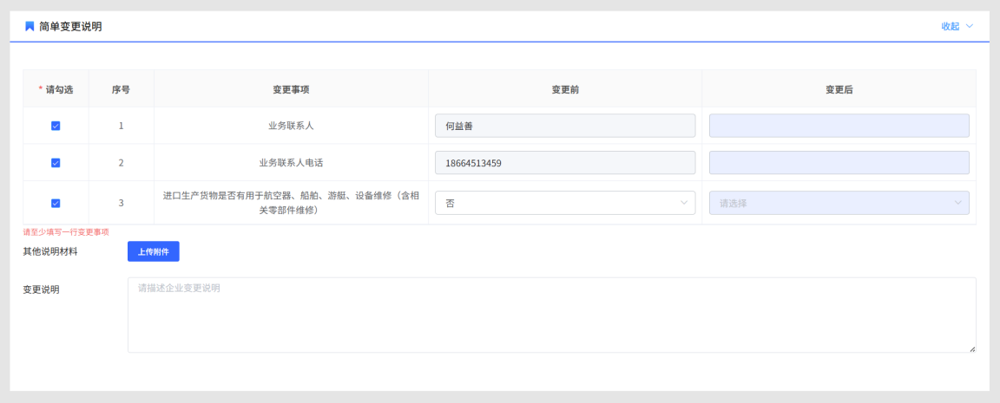 简单变更说明
收起
* 请勾选 序号 变更事项 变更前 变更后
1 业务联系人 何益善
2 业务联系人电话 18664513459
3 进口生产货物是否有用于航空器、船舶、游艇、设备维修（含相
关零部件维修） 否 请选择
请至少填写一行变更事项
其他说明材料 上传附件
变更说明 请描述企业变更说明